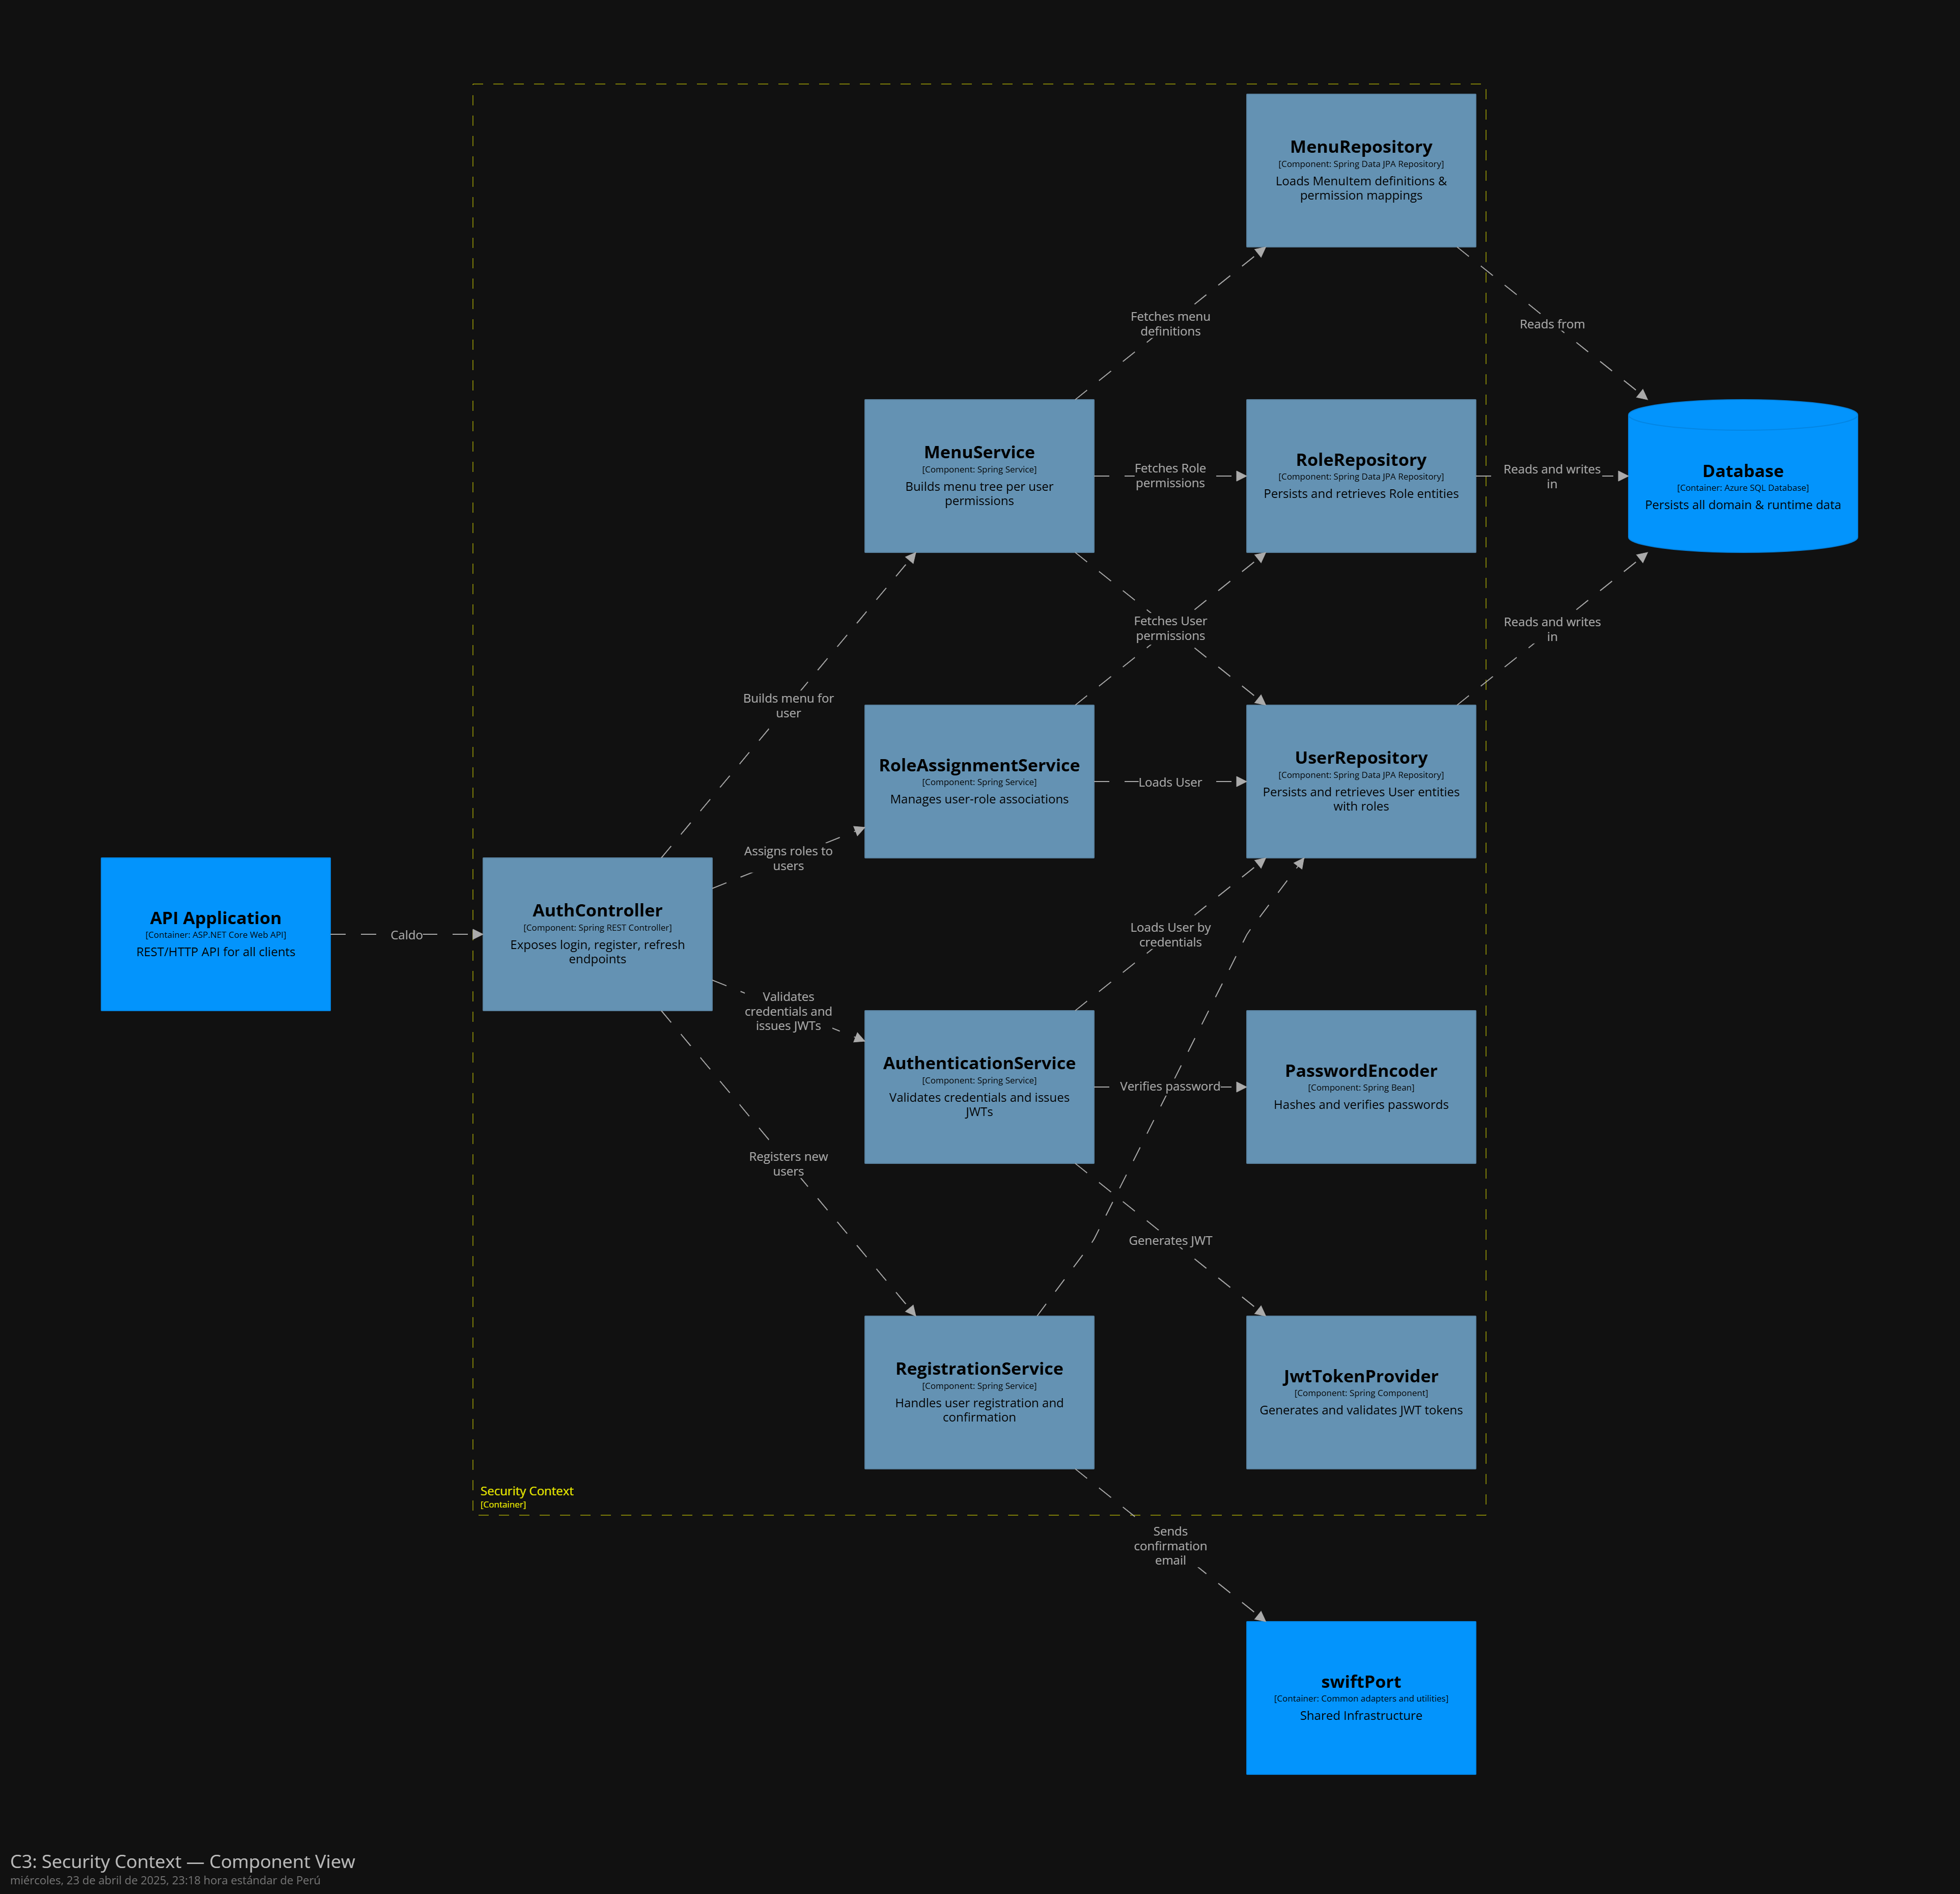 MenuRepository
[Component: Spring Data JPA Repository]
Loads MenuItem definitions &
permission mappings
Fetches menu
definitions
Reads from
MenuService
[Component: Spring Service]
Builds menu tree per user
permissions
Fetches Role
permissions
RoleRepository
[Component: Spring Data JPA Repository]
Persists and retrieves Role entities
Reads and writes
in
Database
[Container: Azure SQL Database]
Persists all domain & runtime data
Fetches User
permissions
Reads and writes
in
Builds menu for
user
RoleAssignmentService
[Component: Spring Service]
Manages user-role associations
Loads User
UserRepository
[Component: Spring Data JPA Repository]
Persists and retrieves User entities
with roles
Assigns roles to
users
API Application
[Container: ASP.NET Core Web API]
REST/HTTP API for all clients
Caldo
AuthController
[Component: Spring REST Controller]
Exposes login, register, refresh
endpoints
Loads User by
credentials
Validates
credentials and
issues JWTs
AuthenticationService
[Component: Spring Service]
Validates credentials and issues
JWTs
Verifies password
PasswordEncoder
[Component: Spring Bean]
Hashes and verifies passwords
Registers new
users
Generates JWT
RegistrationService
[Component: Spring Service]
Handles user registration and
confirmation
JwtTokenProvider
[Component: Spring Component]
Generates and validates JWT tokens
Security Context
[Container]
Sends
confirmation
email
swiftPort
[Container: Common adapters and utilities]
Shared Infrastructure
C3: Security Context — Component View
miércoles, 23 de abril de 2025, 23:18 hora estándar de Perú